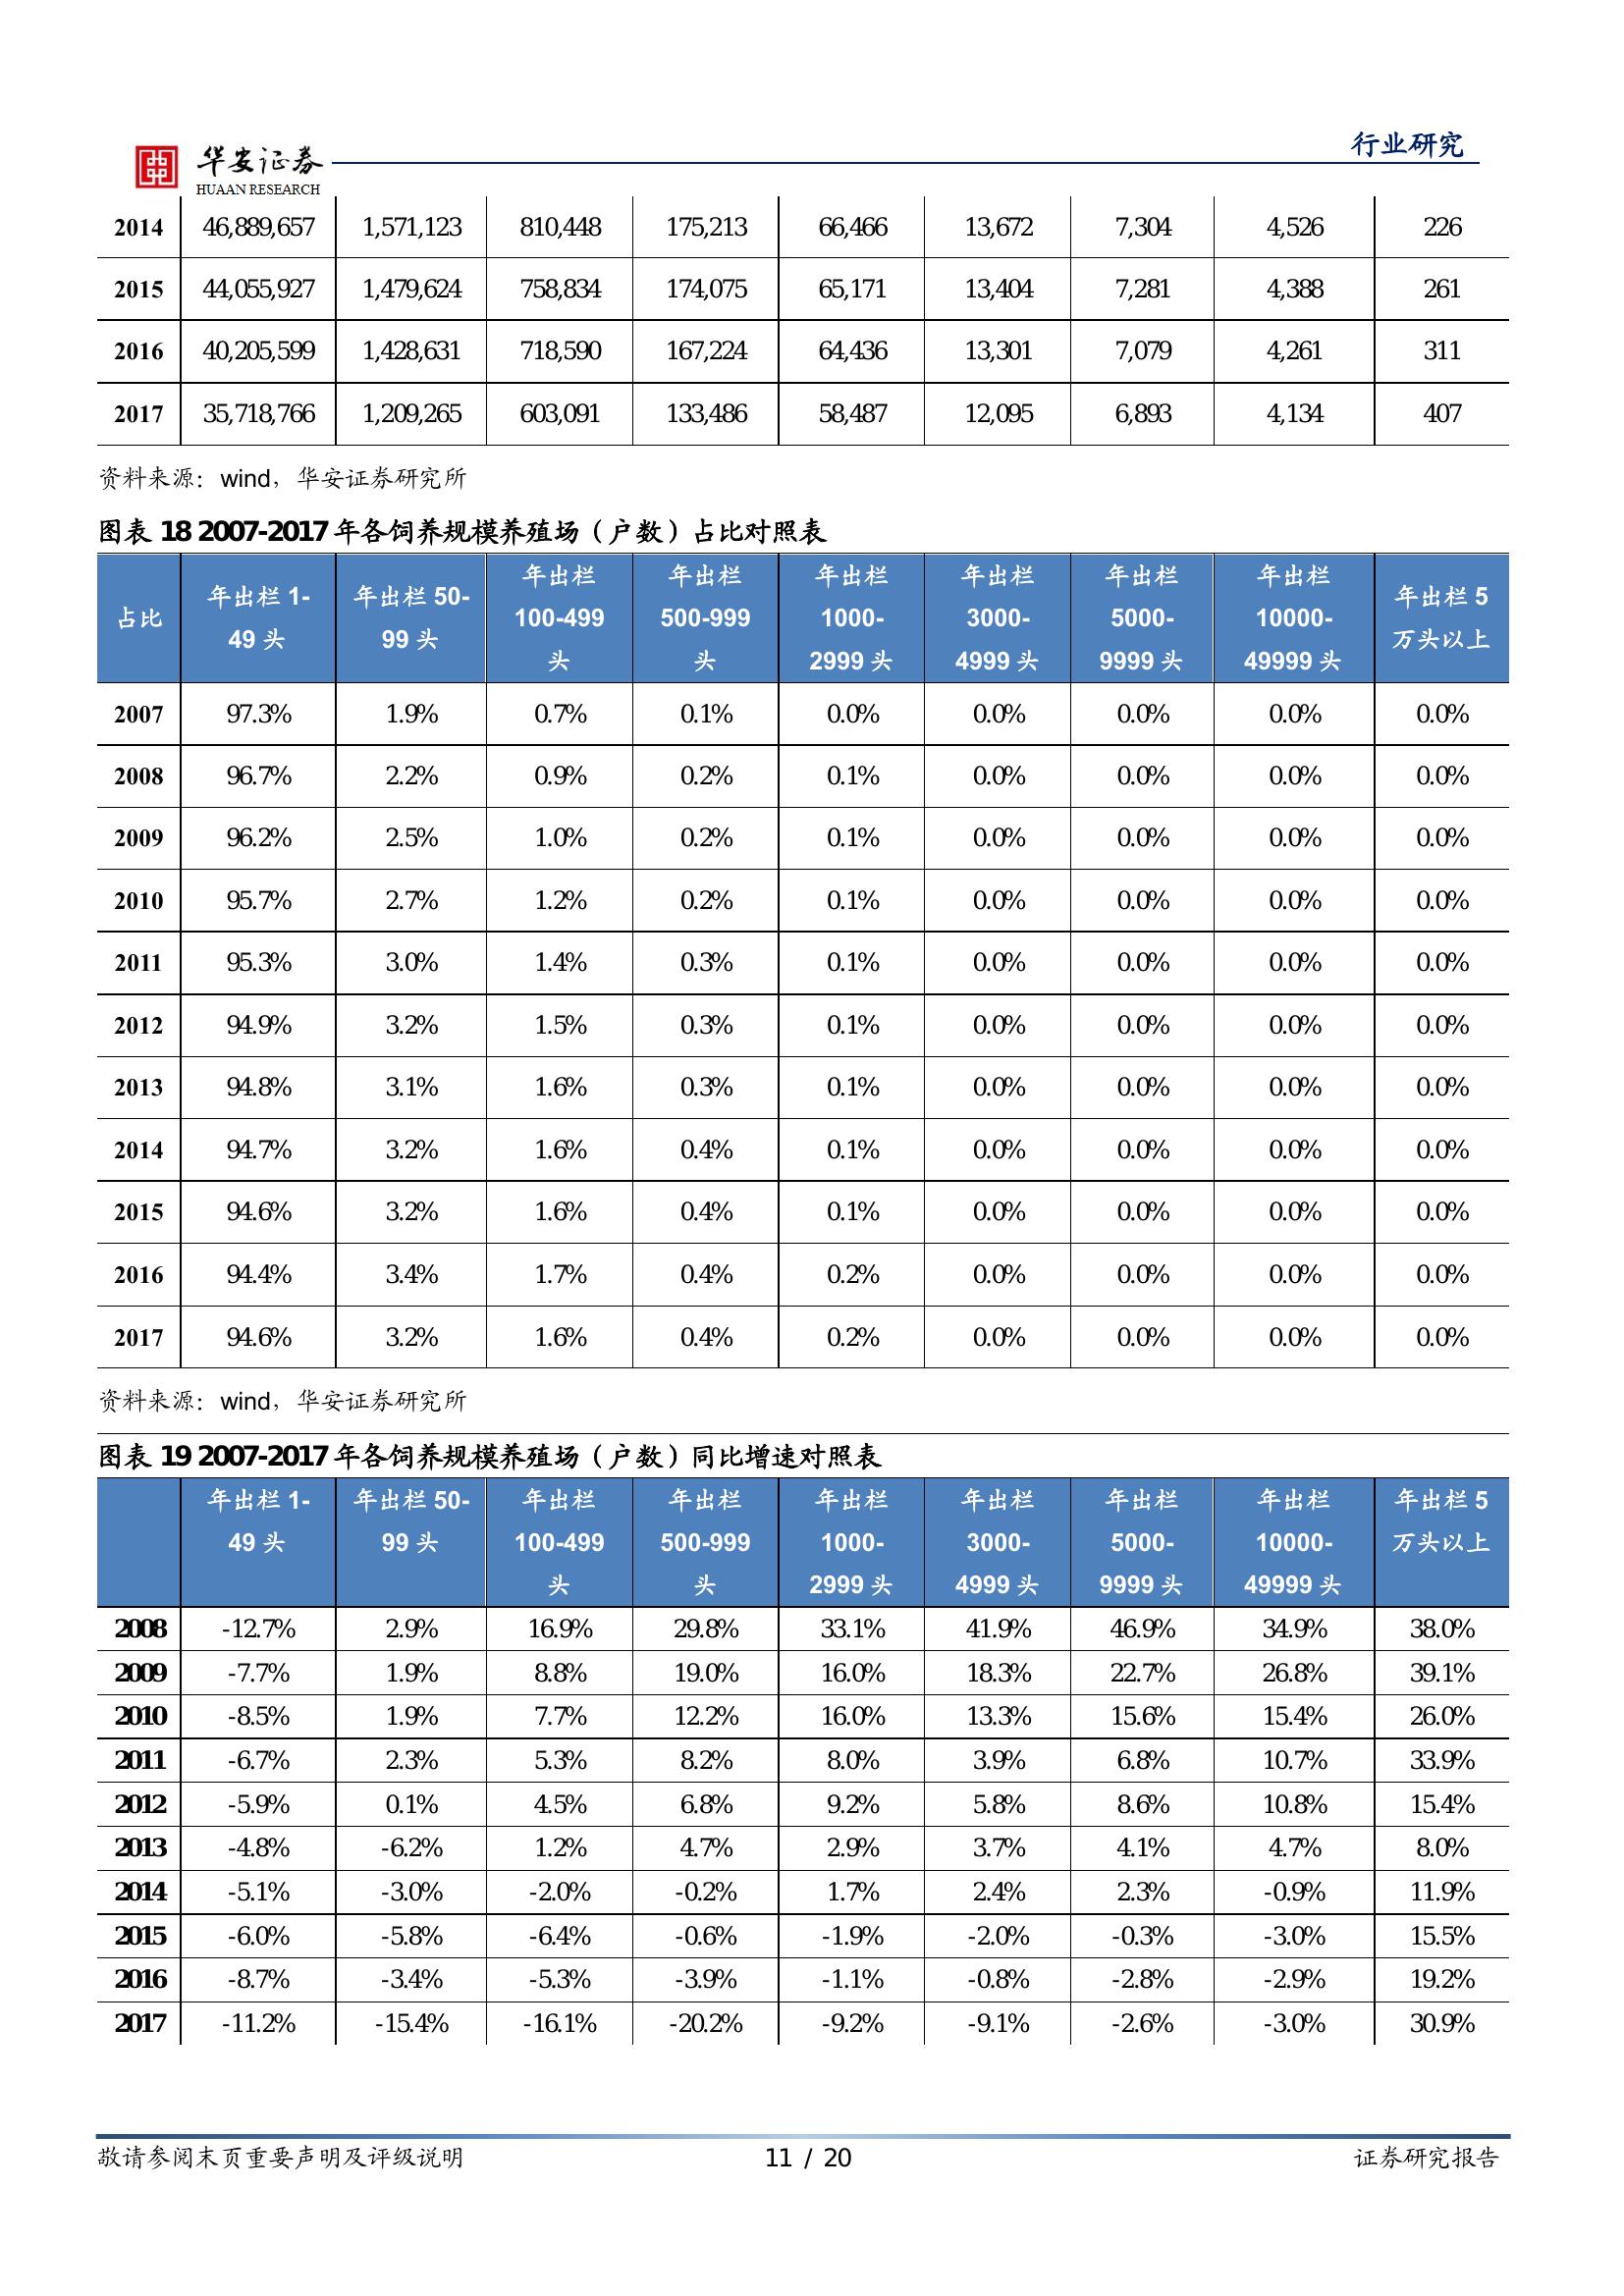 行业研究
华安证券
HUAAN RESEARCH
2014 46,889,657 1,571,123 810,448 175,213 66,466 13,672 7,304 4,526 226
2015 44,055,927 1,479,624 758,834 174,075 65,171 13,404 7,281 4,388 261
2016 40,205,599 1,428,631 718,590 167,224 64,436 13,301 7,079 4,261 311
2017 35,718,766 1,209,265 603,091 133,486 58,487 12,095 6,893 4,134 407
资料来源：wind，华安证券研究所
图表 18 2007-2017 年各饲养规模养殖场（户数）占比对照表
占比 年出栏 1-49 头 年出栏 50-99 头 年出栏 100-499 头 年出栏 500-999 头 年出栏 1000-2999 头 年出栏 3000-4999 头 年出栏 5000-9999 头 年出栏 10000-49999 头 年出栏 5 万头以上
2007 97.3% 1.9% 0.7% 0.1% 0.0% 0.0% 0.0% 0.0% 0.0%
2008 96.7% 2.2% 0.9% 0.2% 0.1% 0.0% 0.0% 0.0% 0.0%
2009 96.2% 2.5% 1.0% 0.2% 0.1% 0.0% 0.0% 0.0% 0.0%
2010 95.7% 2.7% 1.2% 0.2% 0.1% 0.0% 0.0% 0.0% 0.0%
2011 95.3% 3.0% 1.4% 0.3% 0.1% 0.0% 0.0% 0.0% 0.0%
2012 94.9% 3.2% 1.5% 0.3% 0.1% 0.0% 0.0% 0.0% 0.0%
2013 94.8% 3.1% 1.6% 0.3% 0.1% 0.0% 0.0% 0.0% 0.0%
2014 94.7% 3.2% 1.6% 0.4% 0.1% 0.0% 0.0% 0.0% 0.0%
2015 94.6% 3.2% 1.6% 0.4% 0.1% 0.0% 0.0% 0.0% 0.0%
2016 94.4% 3.4% 1.7% 0.4% 0.2% 0.0% 0.0% 0.0% 0.0%
2017 94.6% 3.2% 1.6% 0.4% 0.2% 0.0% 0.0% 0.0% 0.0%
资料来源：wind，华安证券研究所
图表 19 2007-2017 年各饲养规模养殖场（户数）同比增速对照表
年出栏 1-49 头 年出栏 50-99 头 年出栏 100-499 头 年出栏 500-999 头 年出栏 1000-2999 头 年出栏 3000-4999 头 年出栏 5000-9999 头 年出栏 10000-49999 头 年出栏 5 万头以上
2008 -12.7% 2.9% 16.9% 29.8% 33.1% 41.9% 46.9% 34.9% 38.0%
2009 -7.7% 1.9% 8.8% 19.0% 16.0% 18.3% 22.7% 26.8% 39.1%
2010 -8.5% 1.9% 7.7% 12.2% 16.0% 13.3% 15.6% 15.4% 26.0%
2011 -6.7% 2.3% 5.3% 8.2% 8.0% 3.9% 6.8% 10.7% 33.9%
2012 -5.9% 0.1% 4.5% 6.8% 9.2% 5.8% 8.6% 10.8% 15.4%
2013 -4.8% -6.2% 1.2% 4.7% 2.9% 3.7% 4.1% 4.7% 8.0%
2014 -5.1% -3.0% -2.0% -0.2% 1.7% 2.4% 2.3% -0.9% 11.9%
2015 -6.0% -5.8% -6.4% -0.6% -1.9% -2.0% -0.3% -3.0% 15.5%
2016 -8.7% -3.4% -5.3% -3.9% -1.1% -0.8% -2.8% -2.9% 19.2%
2017 -11.2% -15.4% -16.1% -20.2% -9.2% -9.1% -2.6% -3.0% 30.9%
敬请参阅末页重要声明及评级说明 11 / 20 证券研究报告